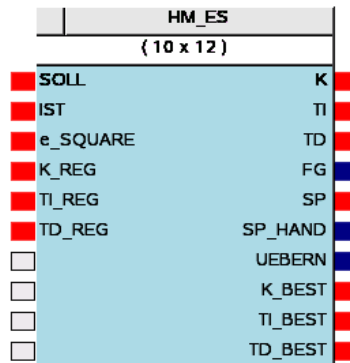 HM_ES
( 10 x 12 )
SOLL K
IST TI
e_SQUARE TD
K_REG FG
TI_REG SP
TD_REG SP_HAND
UEBERN
K_BEST
TI_BEST
TD_BEST